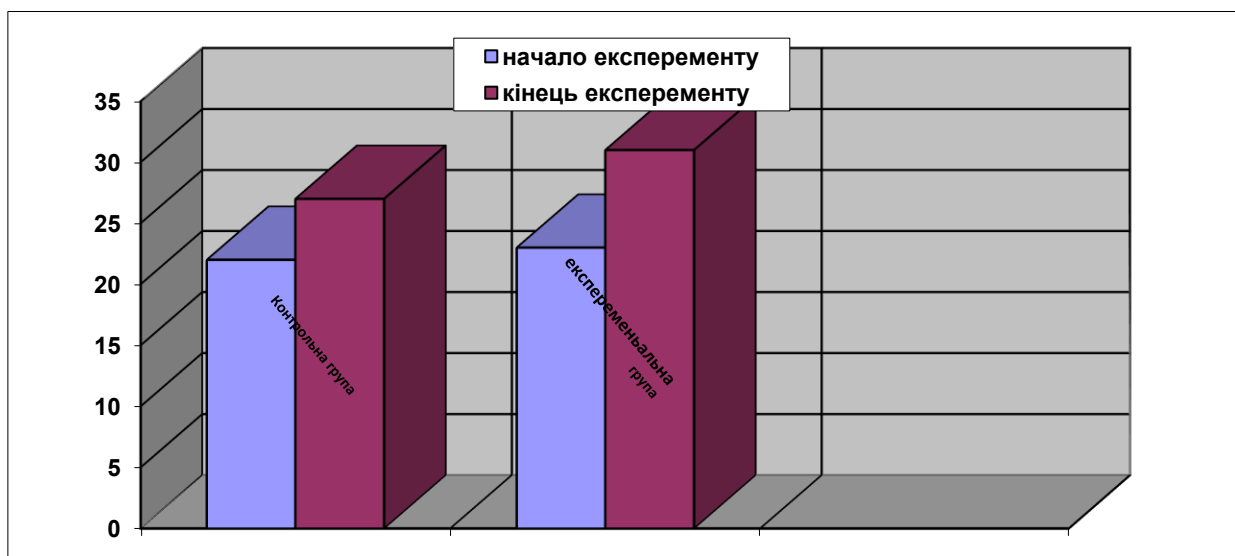 начало експеременту
кінець експеременту
35
30
25
20
15
10
5
0
Контрольна група
експеременьальна
група